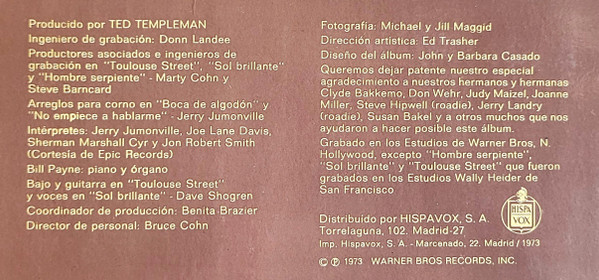 Producido por TED TEMPLEMAN
Ingeniero de grabación: Donn Landee
Productores asociados e ingenieros de
grabación en "Toulouse Street", "Sol brillante"
y "Hombre serpiente" - Marty Cohn y
Steve Barncard
Arreglos para corno en "Boca de algodón" y
"No empiece a hablarme" - Jerry Jumonville
Intérpretes: Jerry Jumonville, Joe Lane Davis,
Sherman Marshall Cyr y Jon Robert Smith
(Cortesía de Epic Records)
Bill Payne: piano y órgano
Bajo y guitarra en "Toulouse Street"
y voces en "Sol brillante" - Dave Shogren
Coordinador de producción: Benita Brazier
Director de personal: Bruce Cohn
Fotografía: Michael y Jill Maggid
Dirección artística: Ed Trasher
Diseño del álbum: John y Barbara Casado
Queremos dejar patente nuestro especial
agradecimiento a nuestros hermanos y hermanas
Clyde Bakkemo, Don Wehr, Judy Maizel, Joanne
Miller, Steve Hipwell (roadie), Jerry Landry
(roadie), Susan Bakel y a otros muchos que nos
ayudaron a hacer posible este álbum.
Grabado en los Estudios de Warner Bros, N.
Hollywood, excepto "Hombre serpiente",
"Sol brillante" y "Toulouse Street" que fueron
grabados en los Estudios Wally Heider de
San Francisco
Distribuido por HISPAVOX, S. A.
Torrelaguna, 102. Madrid-27
Imp. Hispavox, S. A. - Marcenado, 22. Madrid / 1973
HISPA
VOX
© ℗ 1973 WARNER BROS RECORDS, INC.